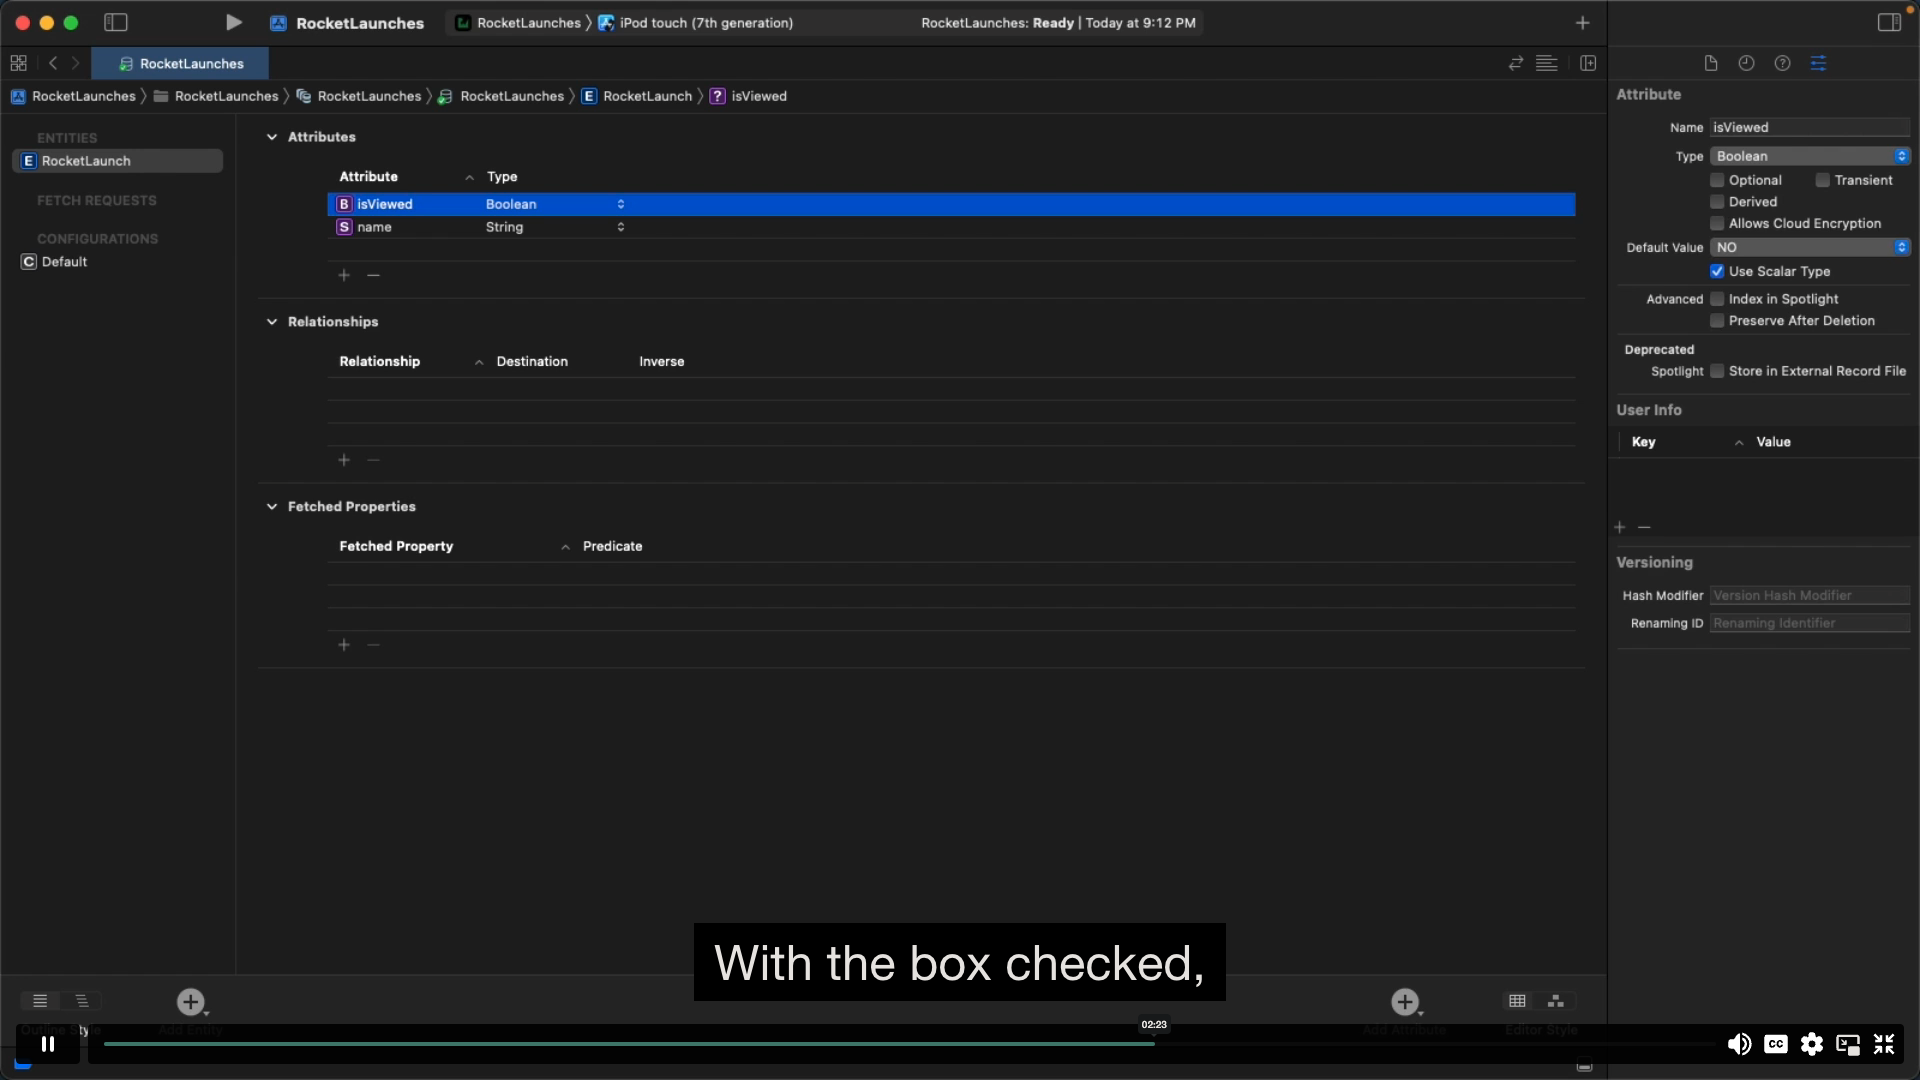 RocketLaunches
RocketLaunches
iPod touch (7th generation)
RocketLaunches: Ready | Today at 9:12 PM
RocketLaunches
RocketLaunches
RocketLaunches
RocketLaunches
RocketLaunches
E RocketLaunch
? isViewed
ENTITIES
E RocketLaunch
FETCH REQUESTS
CONFIGURATIONS
C Default
Attributes
Attribute Type
B isViewed Boolean
S name String
Relationships
Relationship Destination Inverse
Fetched Properties
Fetched Property Predicate
Attribute
Name isViewed
Type Boolean
Optional Transient
Derived
Allows Cloud Encryption
Default Value NO
Use Scalar Type
Advanced Index in Spotlight
Preserve After Deletion
Deprecated
Spotlight Store in External Record File
User Info
Key Value
Versioning
Hash Modifier Version Hash Modifier
Renaming ID Renaming Identifier
With the box checked,
Outline Style
Add Entity
Add Attribute
Editor Style
02:23
CC